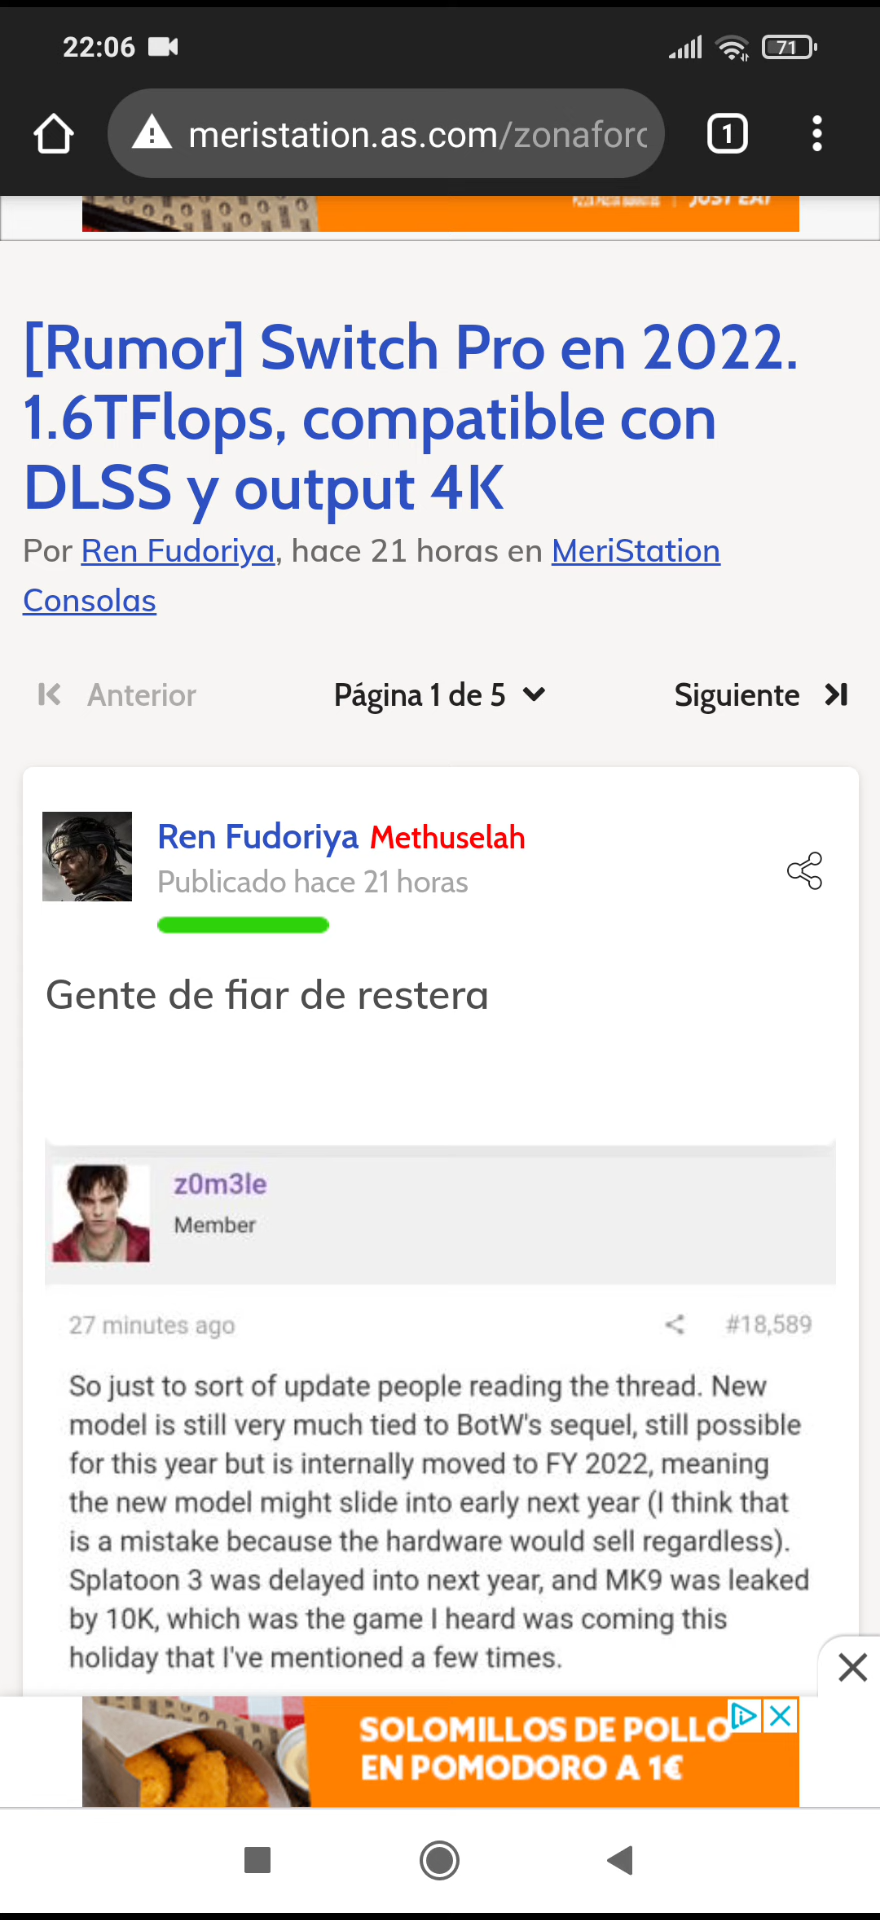 22:06
71
meristation.as.com/zonaforo
1
JUST EAT
[Rumor] Switch Pro en 2022.
1.6TFlops, compatible con
DLSS y output 4K
Por Ren Fudoriya, hace 21 horas en MeriStation
Consolas
Anterior
Página 1 de 5
Siguiente
Ren Fudoriya Methuselah
Publicado hace 21 horas
Gente de fiar de restera
z0m3le
Member
27 minutes ago
#18,589
So just to sort of update people reading the thread. New
model is still very much tied to BotW's sequel, still possible
for this year but is internally moved to FY 2022, meaning
the new model might slide into early next year (I think that
is a mistake because the hardware would sell regardless).
Splatoon 3 was delayed into next year, and MK9 was leaked
by 10K, which was the game I heard was coming this
holiday that I've mentioned a few times.
SOLOMILLOS DE POLLO
EN POMODORO A 1€